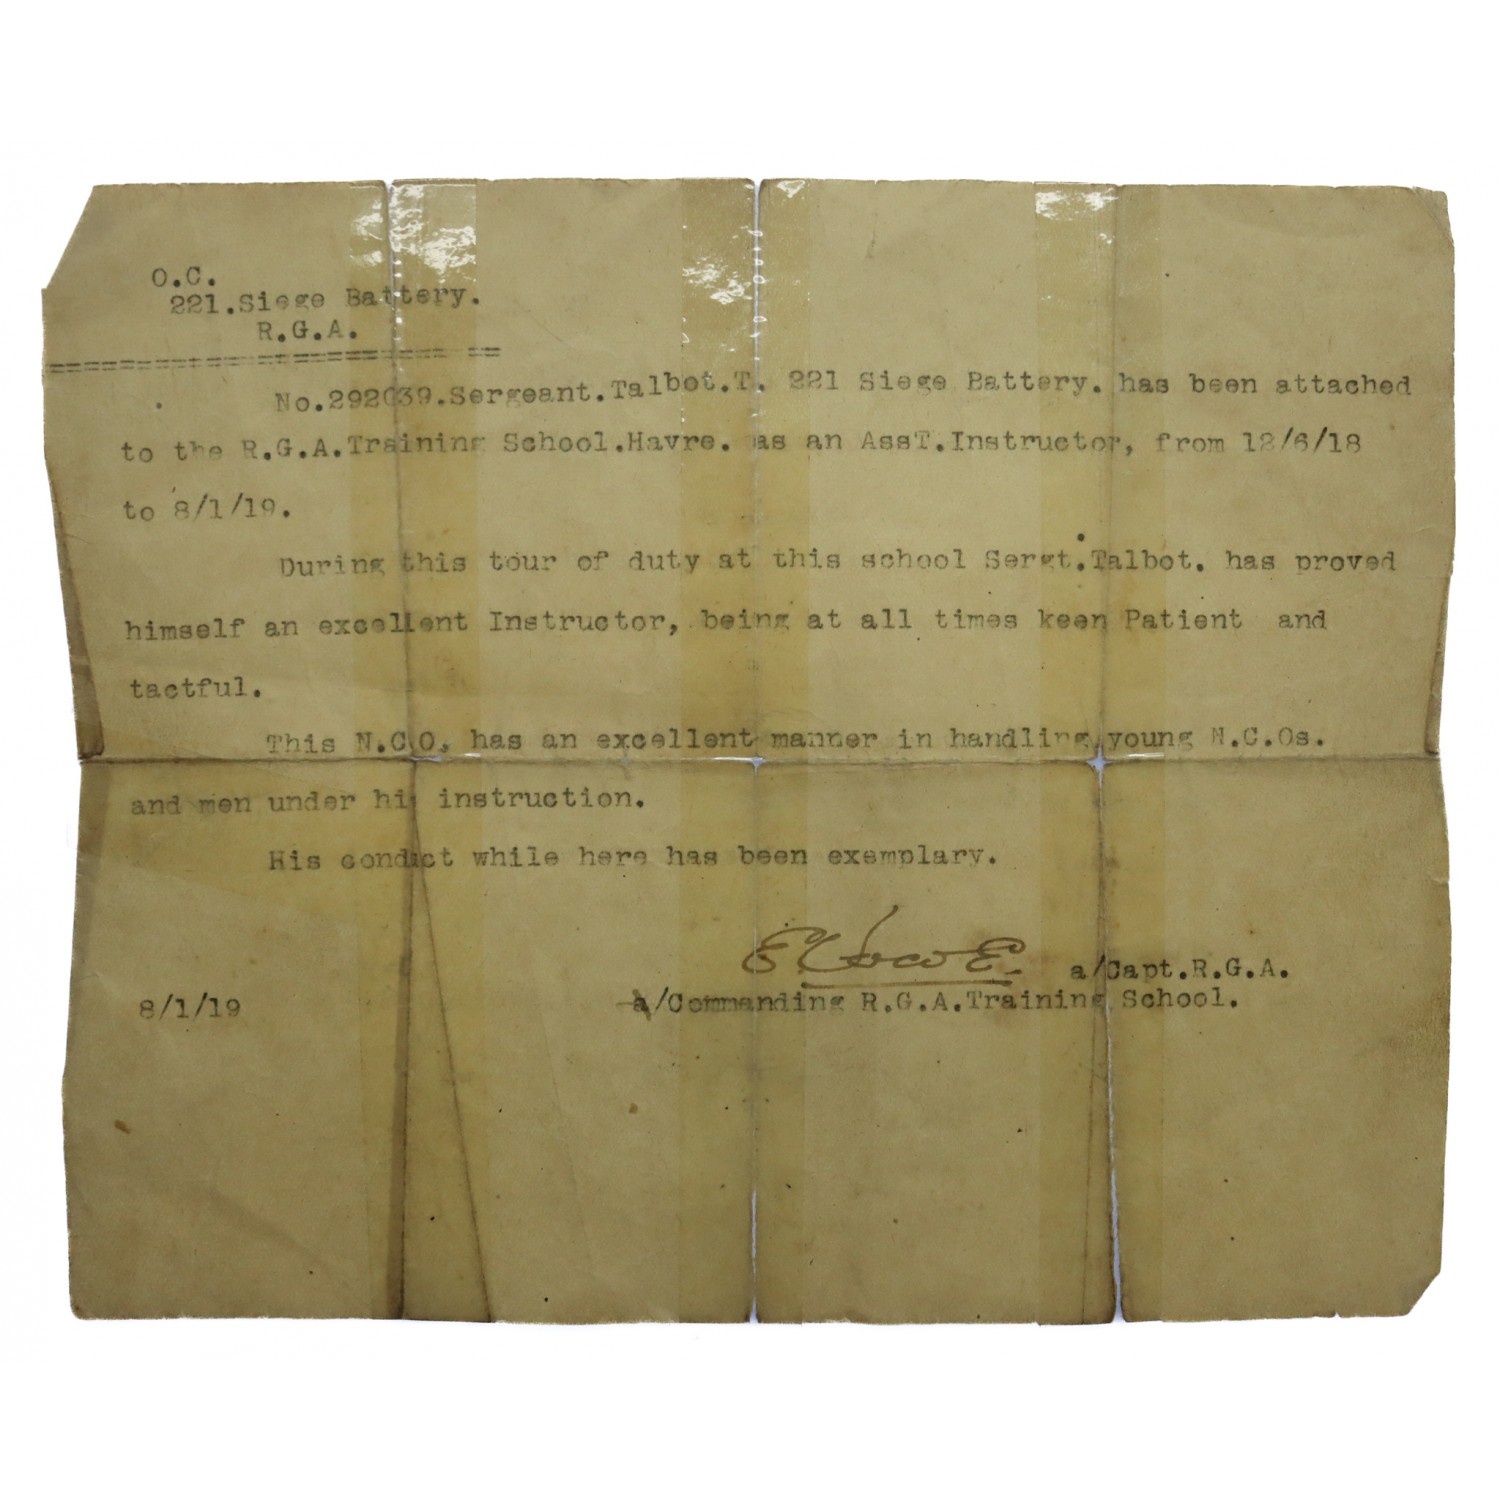 O.C.
221.Siege Battery.
R.G.A.
No.292039.Sergeant.Talbot.T. 221 Siege Battery. has been attached
to the R.G.A.Training School.Havre. as an AssT.Instructor, from 12/6/18
to 8/1/19.
During this tour of duty at this school Sergt.Talbot. has proved
himself an excellent Instructor, being at all times keen Patient and
tactful.
This N.C.O. has an excellent manner in handling young N.C.Os.
and men under his instruction.
His conduct while here has been exemplary.
a/Capt.R.G.A.
8/1/19 a/Commanding R.G.A.Training School.